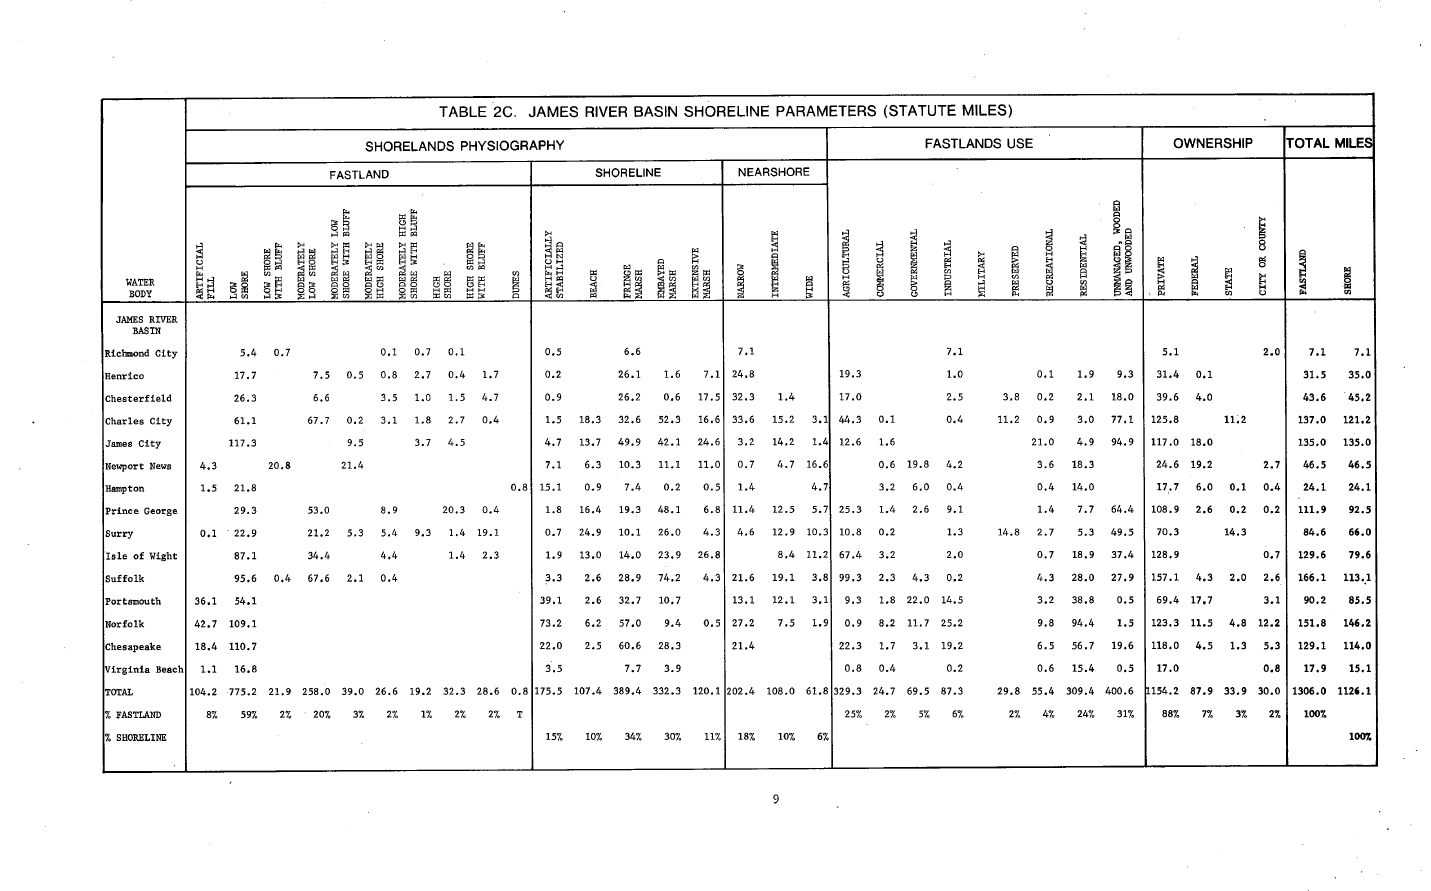 TABLE 2C. JAMES RIVER BASIN SHORELINE PARAMETERS (STATUTE MILES)
SHORELANDS PHYSIOGRAPHY FASTLANDS USE OWNERSHIP TOTAL MILES
FASTLAND SHORELINE NEARSHORE
WATER BODY ARTIFICIAL FILL LOW SHORE LOW SHORE WITH BLUFF MODERATELY LOW SHORE MODERATELY LOW SHORE WITH BLUFF MODERATELY HIGH SHORE MODERATELY HIGH SHORE WITH BLUFF HIGH SHORE HIGH SHORE WITH BLUFF DUNES ARTIFICIALLY STABILIZED BEACH FRINGE MARSH EMBAYED MARSH EXTENSIVE MARSH NARROW INTERMEDIATE WIDE AGRICULTURAL COMMERCIAL GOVERNMENTAL INDUSTRIAL MILITARY PRESERVED RECREATIONAL RESIDENTIAL UNMANAGED, WOODED AND UNWOODED PRIVATE FEDERAL STATE CITY OR COUNTY FASTLAND SHORE
JAMES RIVER
BASIN
Richmond City 5.4 0.7 0.1 0.7 0.1 0.5 6.6 7.1 7.1 5.1 2.0 7.1 7.1
Henrico 17.7 7.5 0.5 0.8 2.7 0.4 1.7 0.2 26.1 1.6 7.1 24.8 19.3 1.0 0.1 1.9 9.3 31.4 0.1 31.5 35.0
Chesterfield 26.3 6.6 3.5 1.0 1.5 4.7 0.9 26.2 0.6 17.5 32.3 1.4 17.0 2.5 3.8 0.2 2.1 18.0 39.6 4.0 43.6 45.2
Charles City 61.1 67.7 0.2 3.1 1.8 2.7 0.4 1.5 18.3 32.6 52.3 16.6 33.6 15.2 3.1 44.3 0.1 0.4 11.2 0.9 3.0 77.1 125.8 11.2 137.0 121.2
James City 117.3 9.5 3.7 4.5 4.7 13.7 49.9 42.1 24.6 3.2 14.2 1.4 12.6 1.6 21.0 4.9 94.9 117.0 18.0 135.0 135.0
Newport News 4.3 20.8 21.4 7.1 6.3 10.3 11.1 11.0 0.7 4.7 16.6 0.6 19.8 4.2 3.6 18.3 24.6 19.2 2.7 46.5 46.5
Hampton 1.5 21.8 0.8 15.1 0.9 7.4 0.2 0.5 1.4 4.7 3.2 6.0 0.4 0.4 14.0 17.7 6.0 0.1 0.4 24.1 24.1
Prince George 29.3 53.0 8.9 20.3 0.4 1.8 16.4 19.3 48.1 6.8 11.4 12.5 5.7 25.3 1.4 2.6 9.1 1.4 7.7 64.4 108.9 2.6 0.2 0.2 111.9 92.5
Surry 0.1 22.9 21.2 5.3 5.4 9.3 1.4 19.1 0.7 24.9 10.1 26.0 4.3 4.6 12.9 10.3 10.8 0.2 1.3 14.8 2.7 5.3 49.5 70.3 14.3 84.6 66.0
Isle of Wight 87.1 34.4 4.4 1.4 2.3 1.9 13.0 14.0 23.9 26.8 8.4 11.2 67.4 3.2 2.0 0.7 18.9 37.4 128.9 0.7 129.6 79.6
Suffolk 95.6 0.4 67.6 2.1 0.4 3.3 2.6 28.9 74.2 4.3 21.6 19.1 3.8 99.3 2.3 4.3 0.2 4.3 28.0 27.9 157.1 4.3 2.0 2.6 166.1 113.1
Portsmouth 36.1 54.1 39.1 2.6 32.7 10.7 13.1 12.1 3.1 9.3 1.8 22.0 14.5 3.2 38.8 0.5 69.4 17.7 3.1 90.2 85.5
Norfolk 42.7 109.1 73.2 6.2 57.0 9.4 0.5 27.2 7.5 1.9 0.9 8.2 11.7 25.2 9.8 94.4 1.5 123.3 11.5 4.8 12.2 151.8 146.2
Chesapeake 18.4 110.7 22.0 2.5 60.6 28.3 21.4 22.3 1.7 3.1 19.2 6.5 56.7 19.6 118.0 4.5 1.3 5.3 129.1 114.0
Virginia Beach 1.1 16.8 3.5 7.7 3.9 0.8 0.4 0.2 0.6 15.4 0.5 17.0 0.8 17.9 15.1
TOTAL 104.2 775.2 21.9 258.0 39.0 26.6 19.2 32.3 28.6 0.8 175.5 107.4 389.4 332.3 120.1 202.4 108.0 61.8 329.3 24.7 69.5 87.3 29.8 55.4 309.4 400.6 1154.2 87.9 33.9 30.0 1306.0 1126.1
% FASTLAND 8% 59% 2% 20% 3% 2% 1% 2% 2% T 25% 2% 5% 6% 2% 4% 24% 31% 88% 7% 3% 2% 100%
% SHORELINE 15% 10% 34% 30% 11% 18% 10% 6% 100%
9